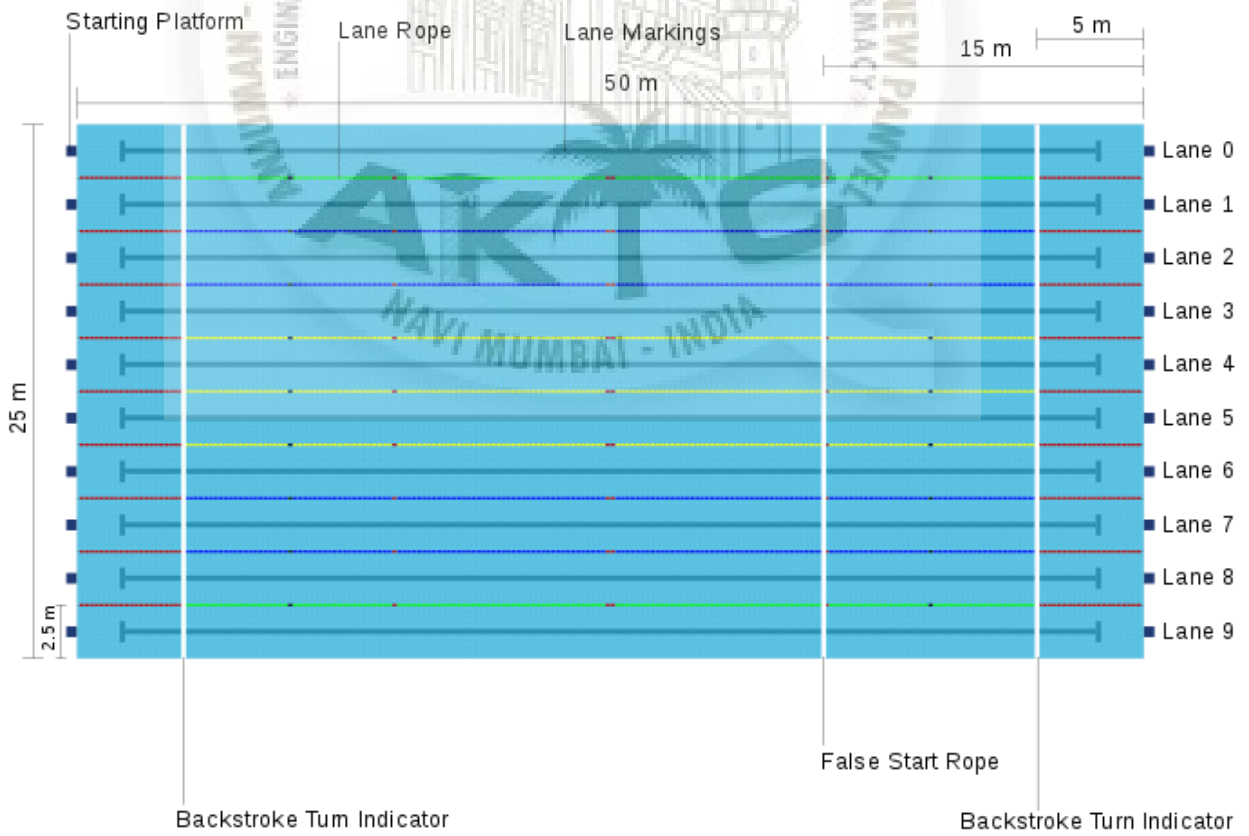 Starting Platform
Lane Rope
Lane Markings
5 m
15 m
50 m
Lane 0
Lane 1
Lane 2
Lane 3
Lane 4
Lane 5
Lane 6
Lane 7
Lane 8
Lane 9
25 m
2.5 m
AKTC
NAVI MUMBAI - INDIA
NEW PANVEL
False Start Rope
Backstroke Turn Indicator
Backstroke Turn Indicator